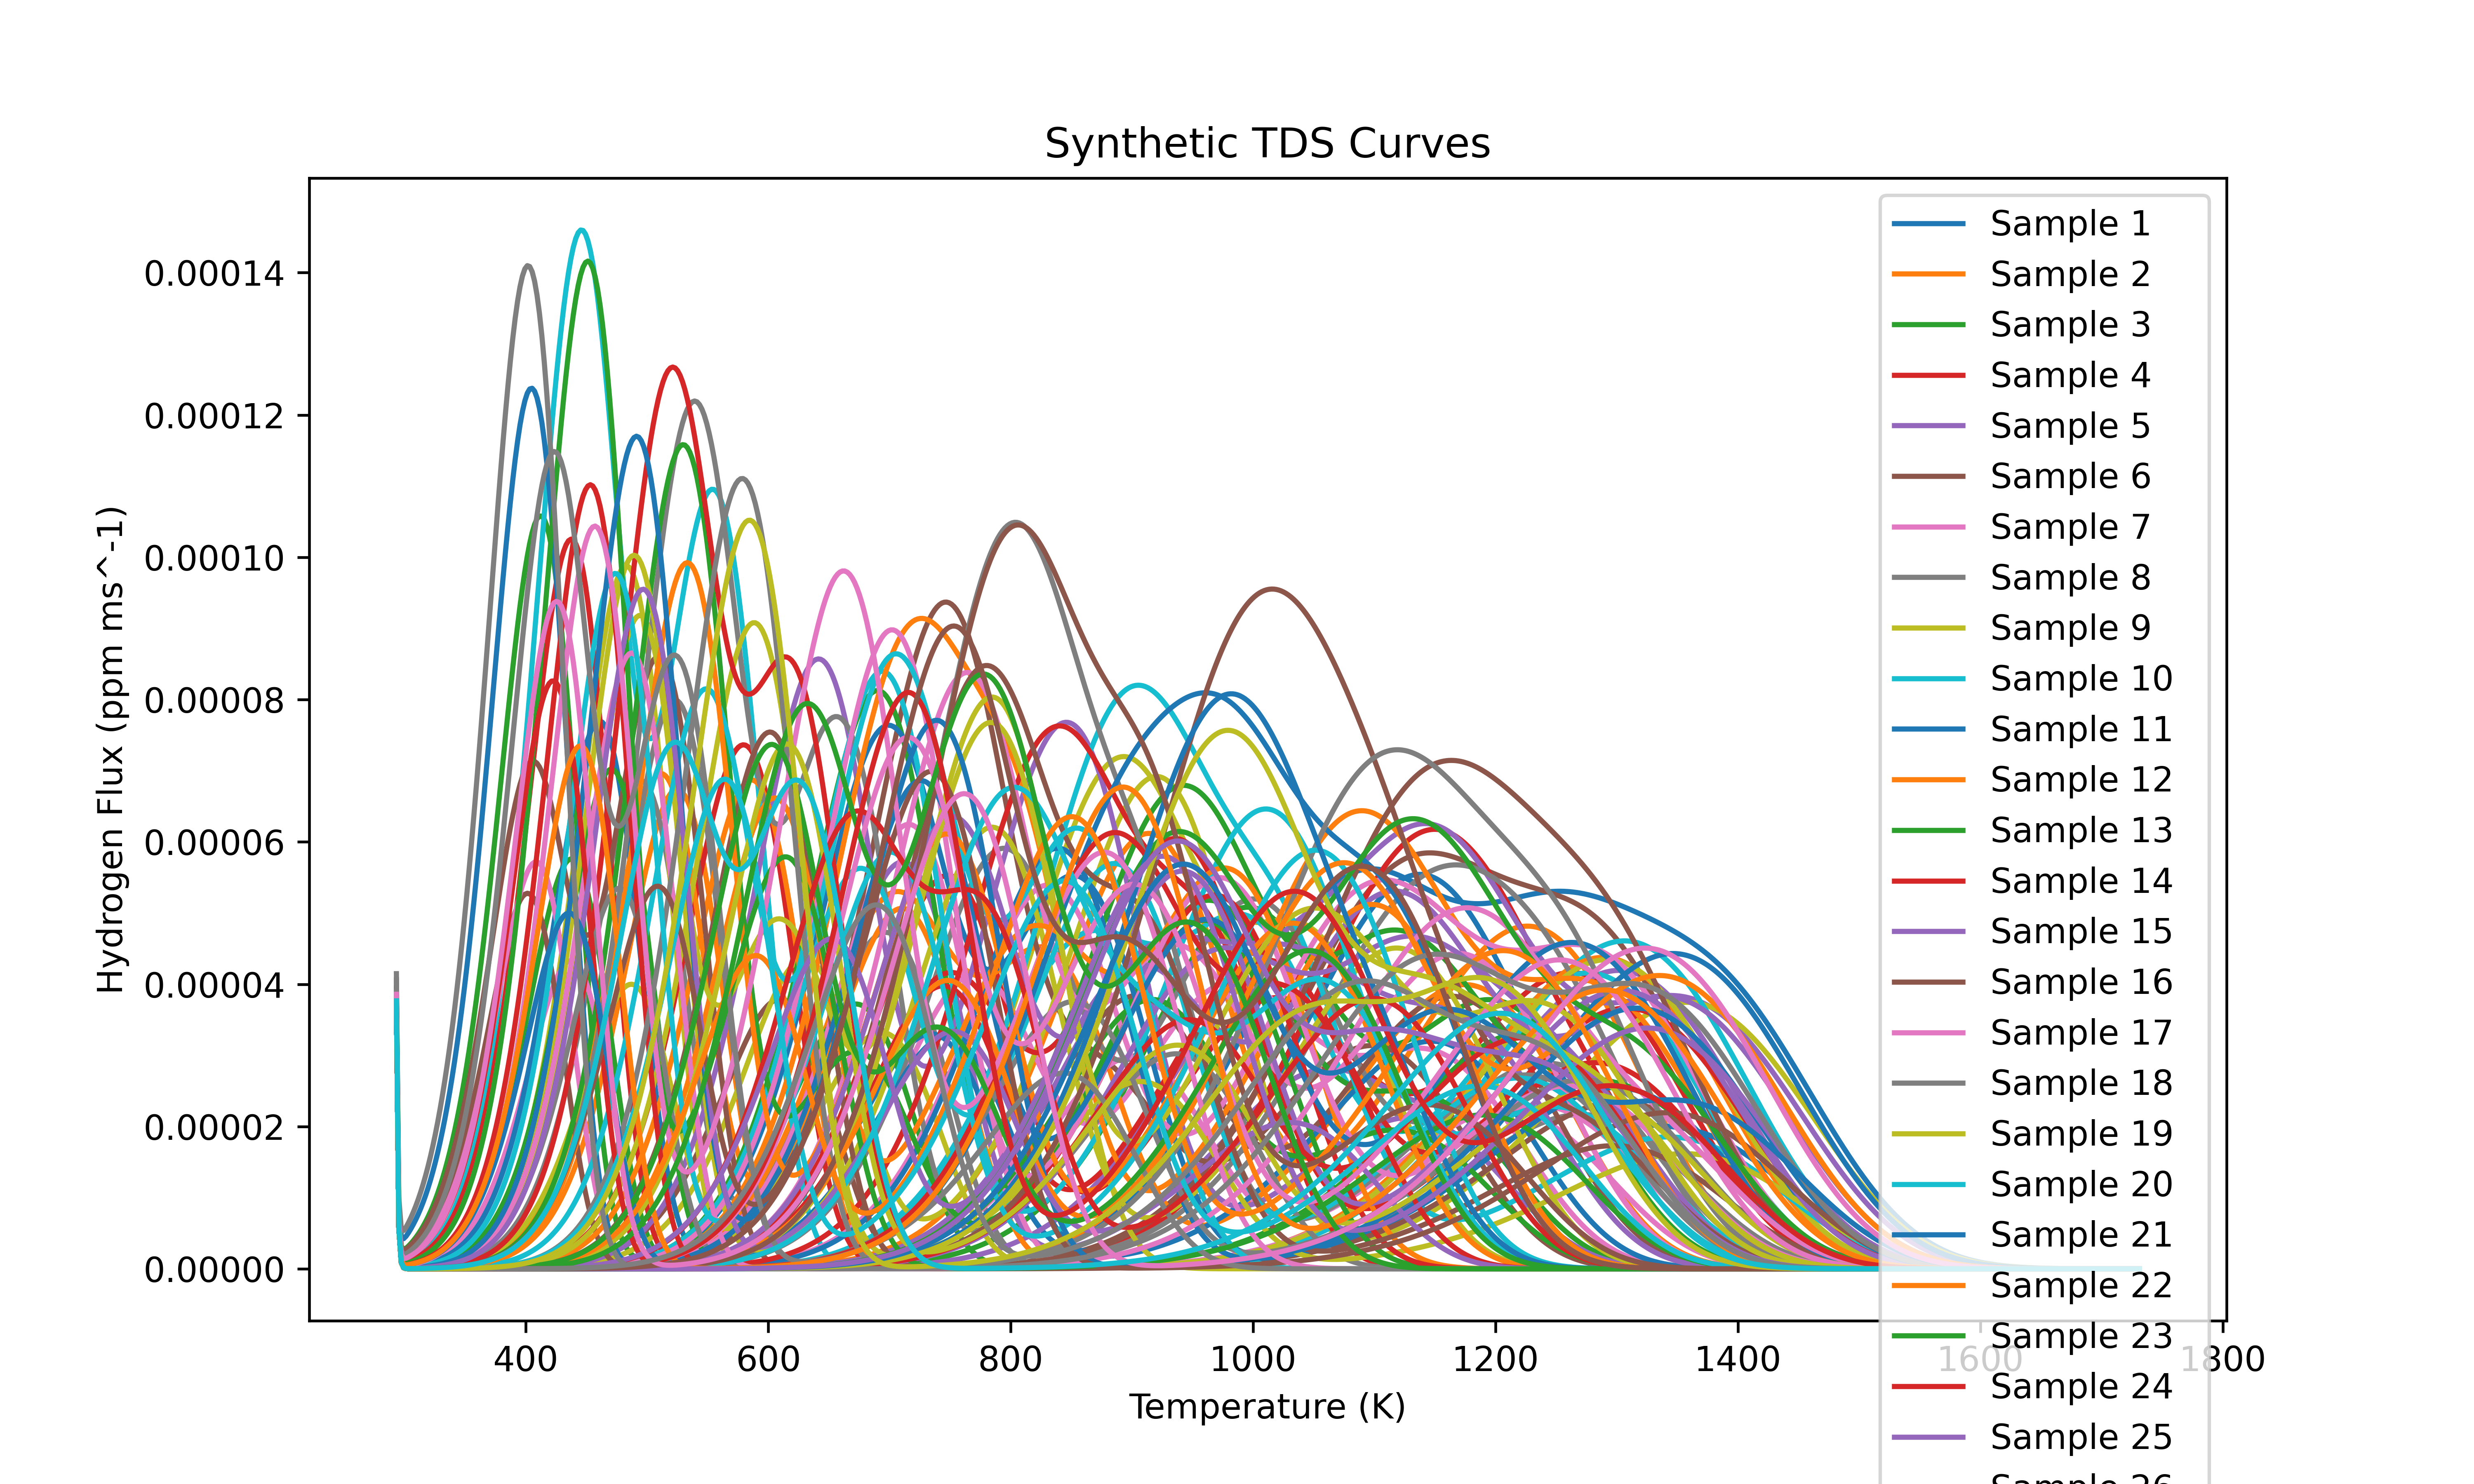 Synthetic TDS Curves
Hydrogen Flux (ppm ms^-1)
0.00014
0.00012
0.00010
0.00008
0.00006
0.00004
0.00002
0.00000
400
600
800
1000
1200
1400
1600
1800
Temperature (K)
Sample 1
Sample 2
Sample 3
Sample 4
Sample 5
Sample 6
Sample 7
Sample 8
Sample 9
Sample 10
Sample 11
Sample 12
Sample 13
Sample 14
Sample 15
Sample 16
Sample 17
Sample 18
Sample 19
Sample 20
Sample 21
Sample 22
Sample 23
Sample 24
Sample 25
Sample 26